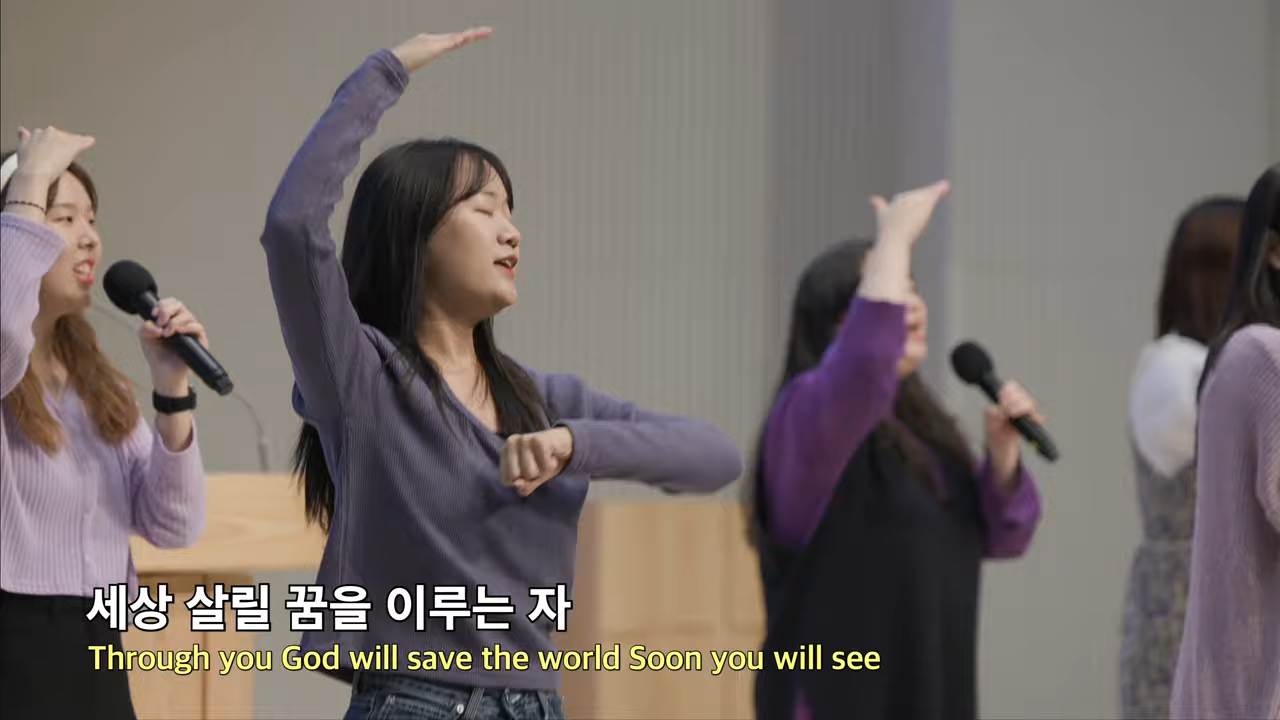 세상 살릴 꿈을 이루는 자
Through you God will save the world Soon you will see